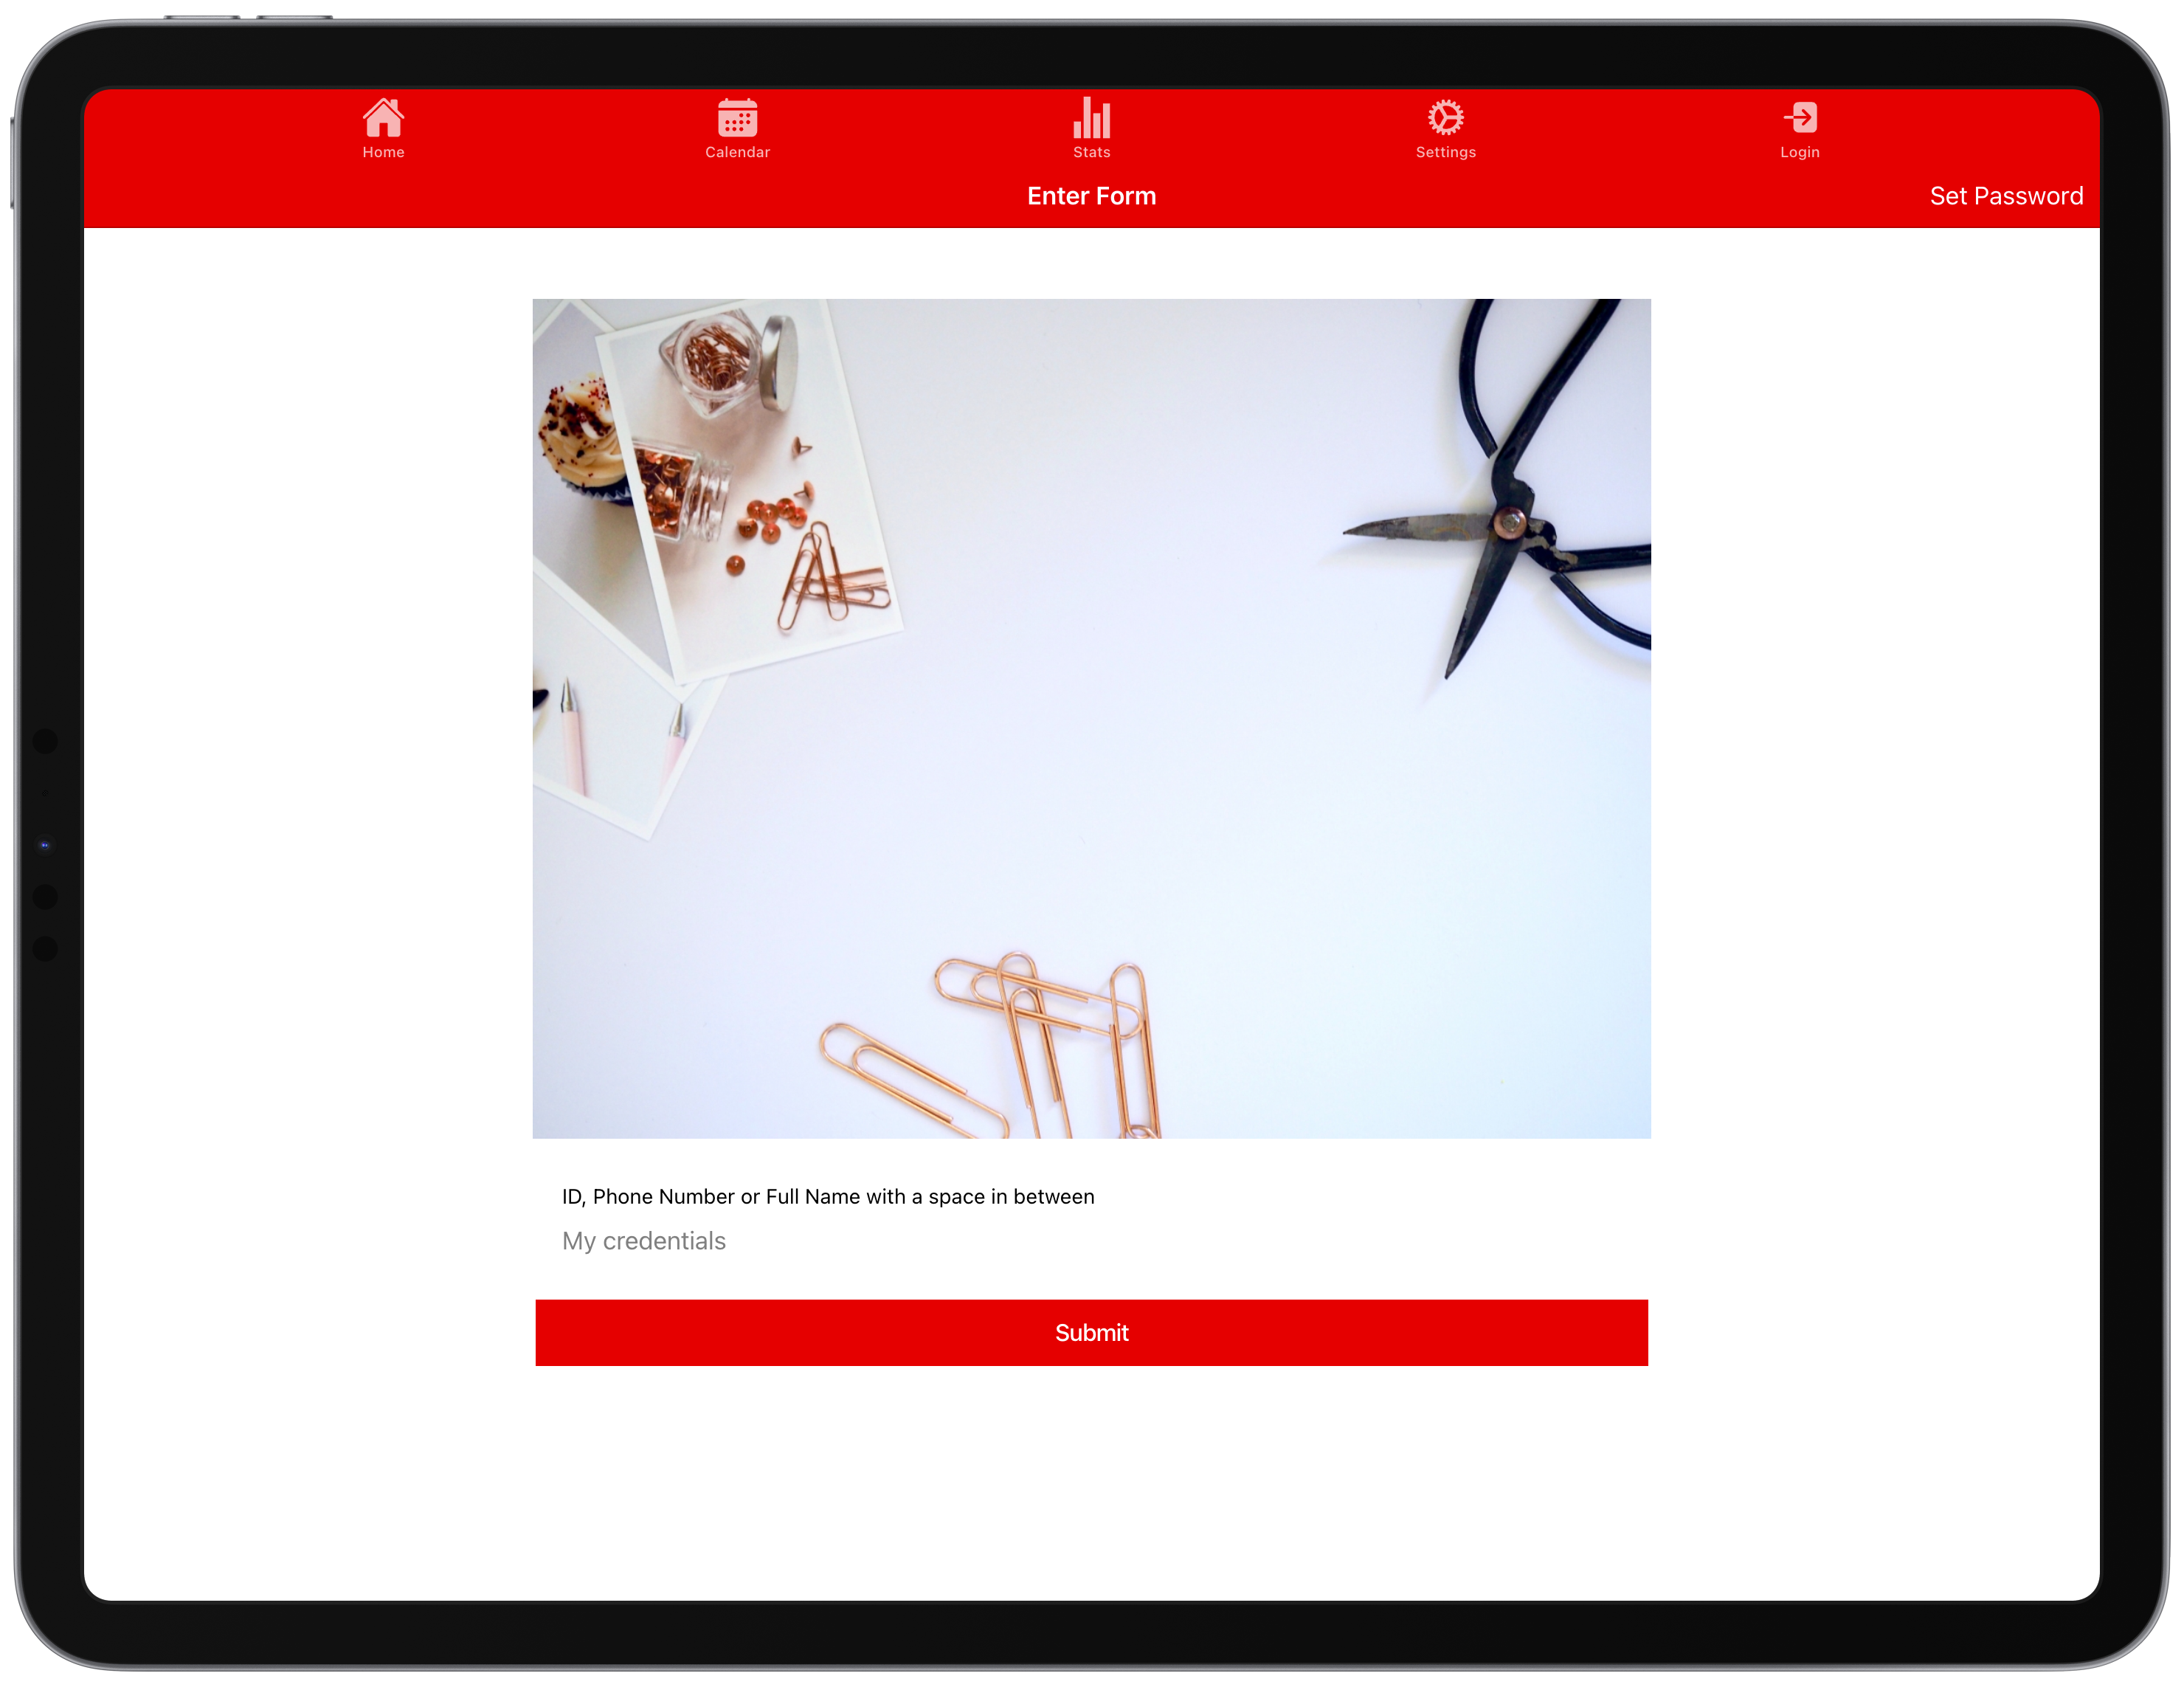 Home
Calendar
Stats
Settings
Login
Enter Form
Set Password
ID, Phone Number or Full Name with a space in between
My credentials
Submit